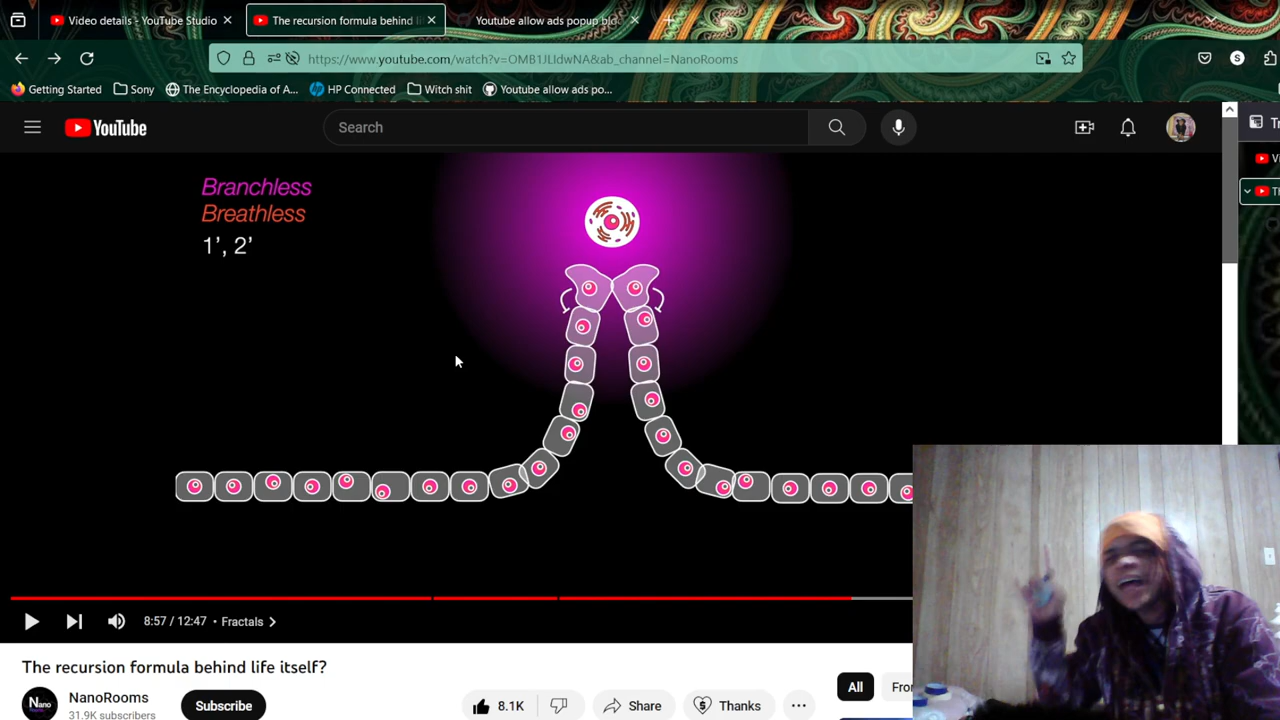 Video details - YouTube Studio
The recursion formula behind li
Youtube allow ads popup blo
https://www.youtube.com/watch?v=OMB1JLIdwNA&ab_channel=NanoRooms
S
Getting Started
Sony
The Encyclopedia of A...
HP Connected
Witch shit
Youtube allow ads po...
YouTube
Search
Branchless
Breathless
1', 2'
8:57 / 12:47 • Fractals
The recursion formula behind life itself?
Nano
NanoRooms
31.9K subscribers
Subscribe
8.1K
Share
Thanks
All